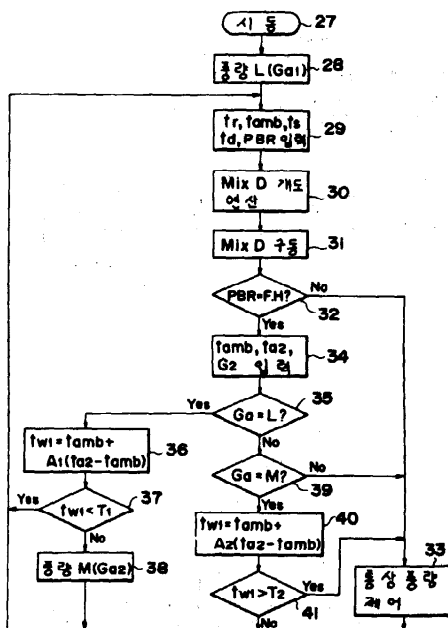 시동
27
풍량 L(Ga1)
28
tr, tamb, ts
td, PBR 입력
29
Mix D 개도
연산
30
Mix D 구동
31
PBR=F.H?
No
32
Yes
tamb, ta2,
G2 입력
34
Yes
Ga=L?
35
tw1=tamb+
A1(ta2-tamb)
36
No
Ga=M?
No
39
Yes
tw1<T1
37
Yes
No
tw1=tamb+
A2(ta2-tamb)
40
풍량 M(Ga2)
38
tw1>T2
Yes
41
No
통상풍량
제어
33